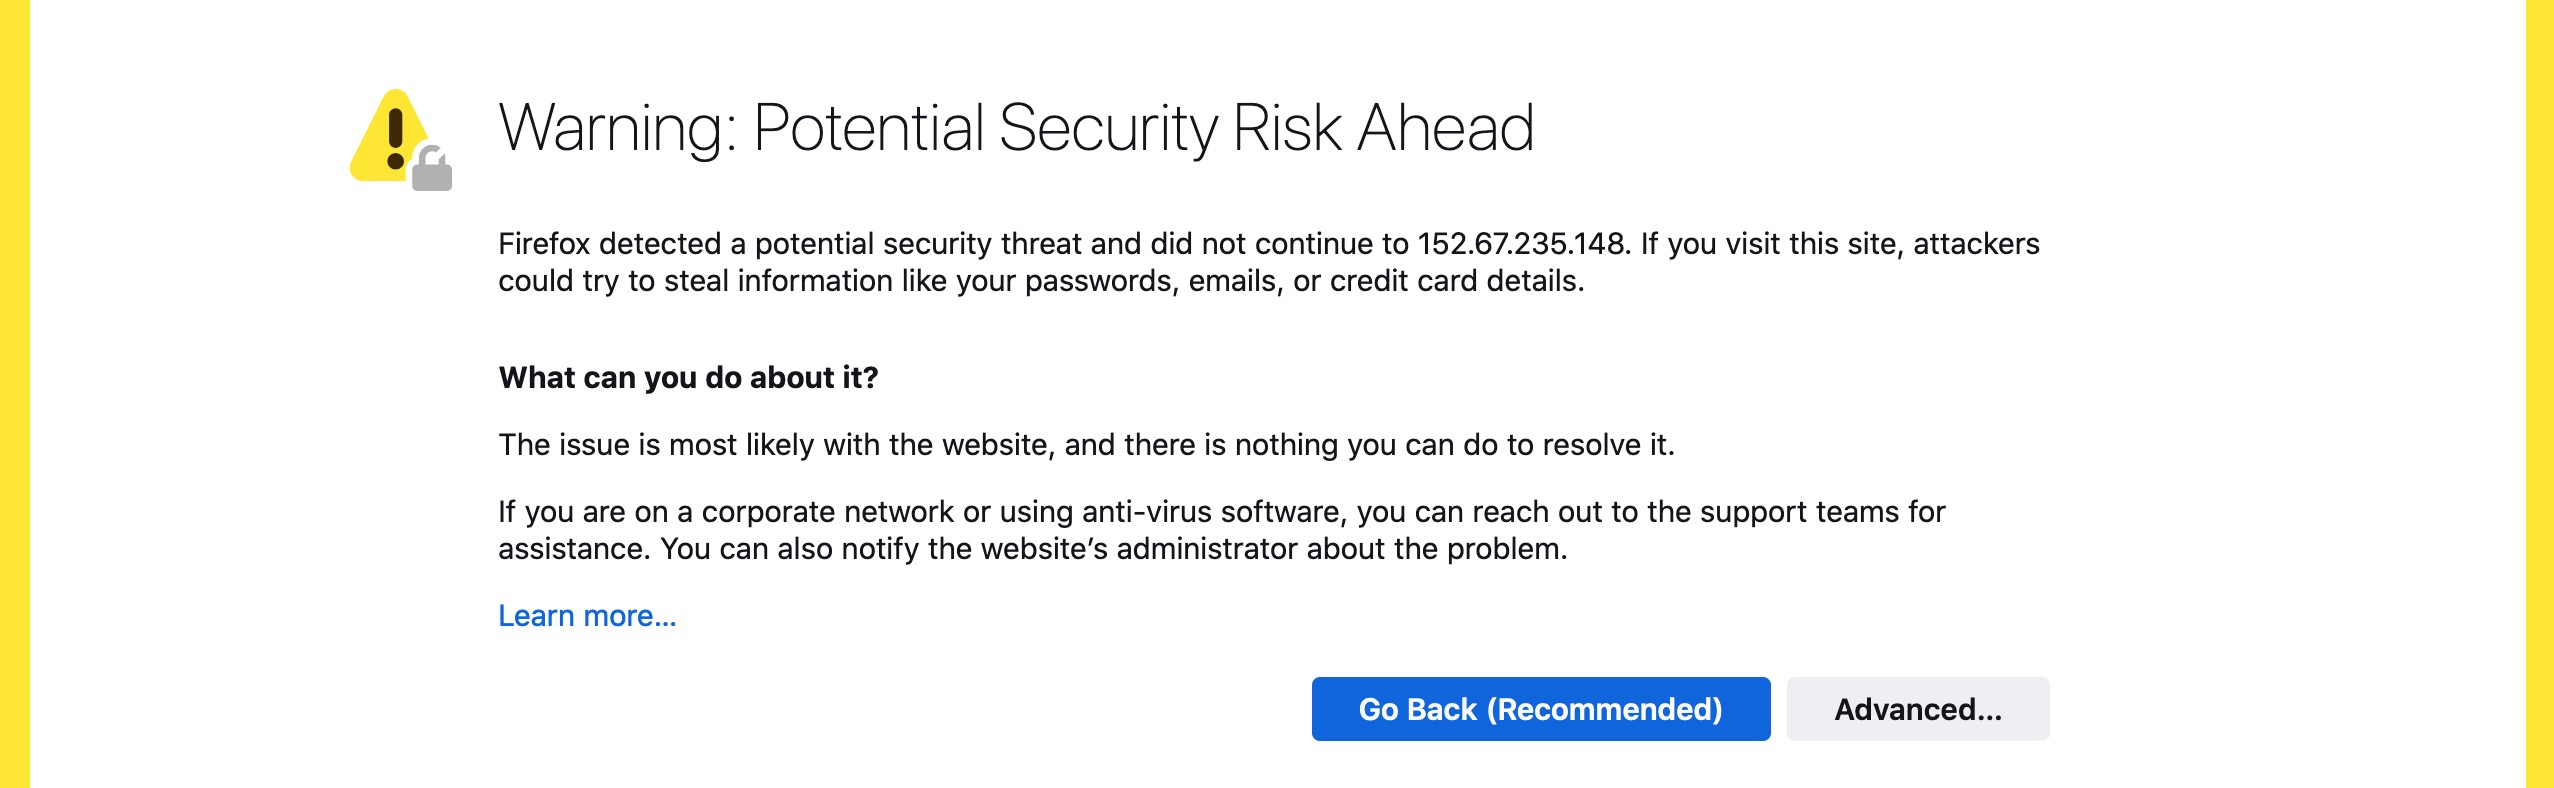 Warning: Potential Security Risk Ahead
Firefox detected a potential security threat and did not continue to 152.67.235.148. If you visit this site, attackers
could try to steal information like your passwords, emails, or credit card details.
What can you do about it?
The issue is most likely with the website, and there is nothing you can do to resolve it.
If you are on a corporate network or using anti-virus software, you can reach out to the support teams for
assistance. You can also notify the website’s administrator about the problem.
Learn more…
Go Back (Recommended)
Advanced…